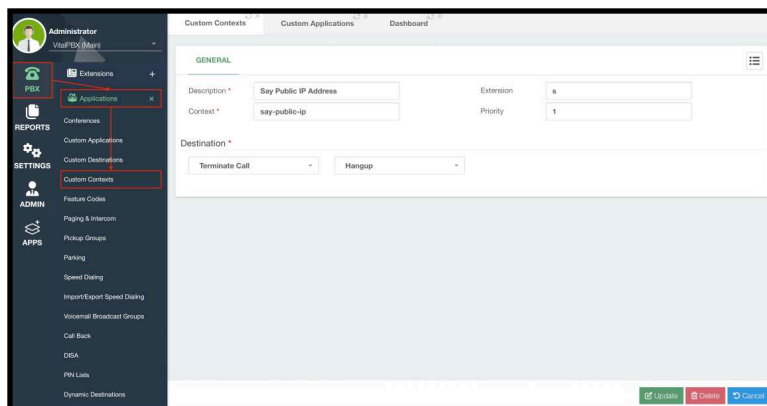 Administrator
VitalPBX (Main)
PBX
REPORTS
SETTINGS
ADMIN
APPS
Extensions +
Applications ×
Conferences
Custom Applications
Custom Destinations
Custom Contexts
Feature Codes
Paging & Intercom
Pickup Groups
Parking
Speed Dialing
Import/Export Speed Dialing
Voicemail Broadcast Groups
Call Back
DISA
PIN Lists
Dynamic Destinations
Custom Contexts Custom Applications Dashboard
GENERAL
Description * Say Public IP Address Extension s
Context * say-public-ip Priority 1
Destination *
Terminate Call Hangup
Update Delete Cancel